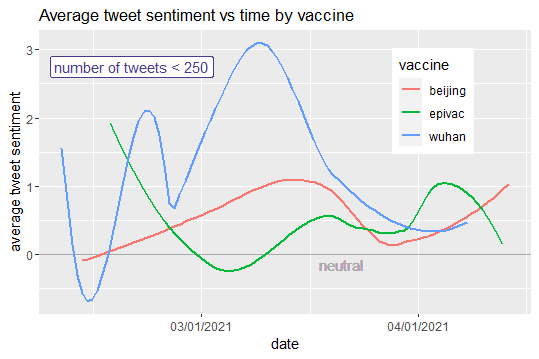 Average tweet sentiment vs time by vaccine
number of tweets < 250
vaccine
beijing
epivac
wuhan
average tweet sentiment
3
2
1
0
neutral
03/01/2021
04/01/2021
date